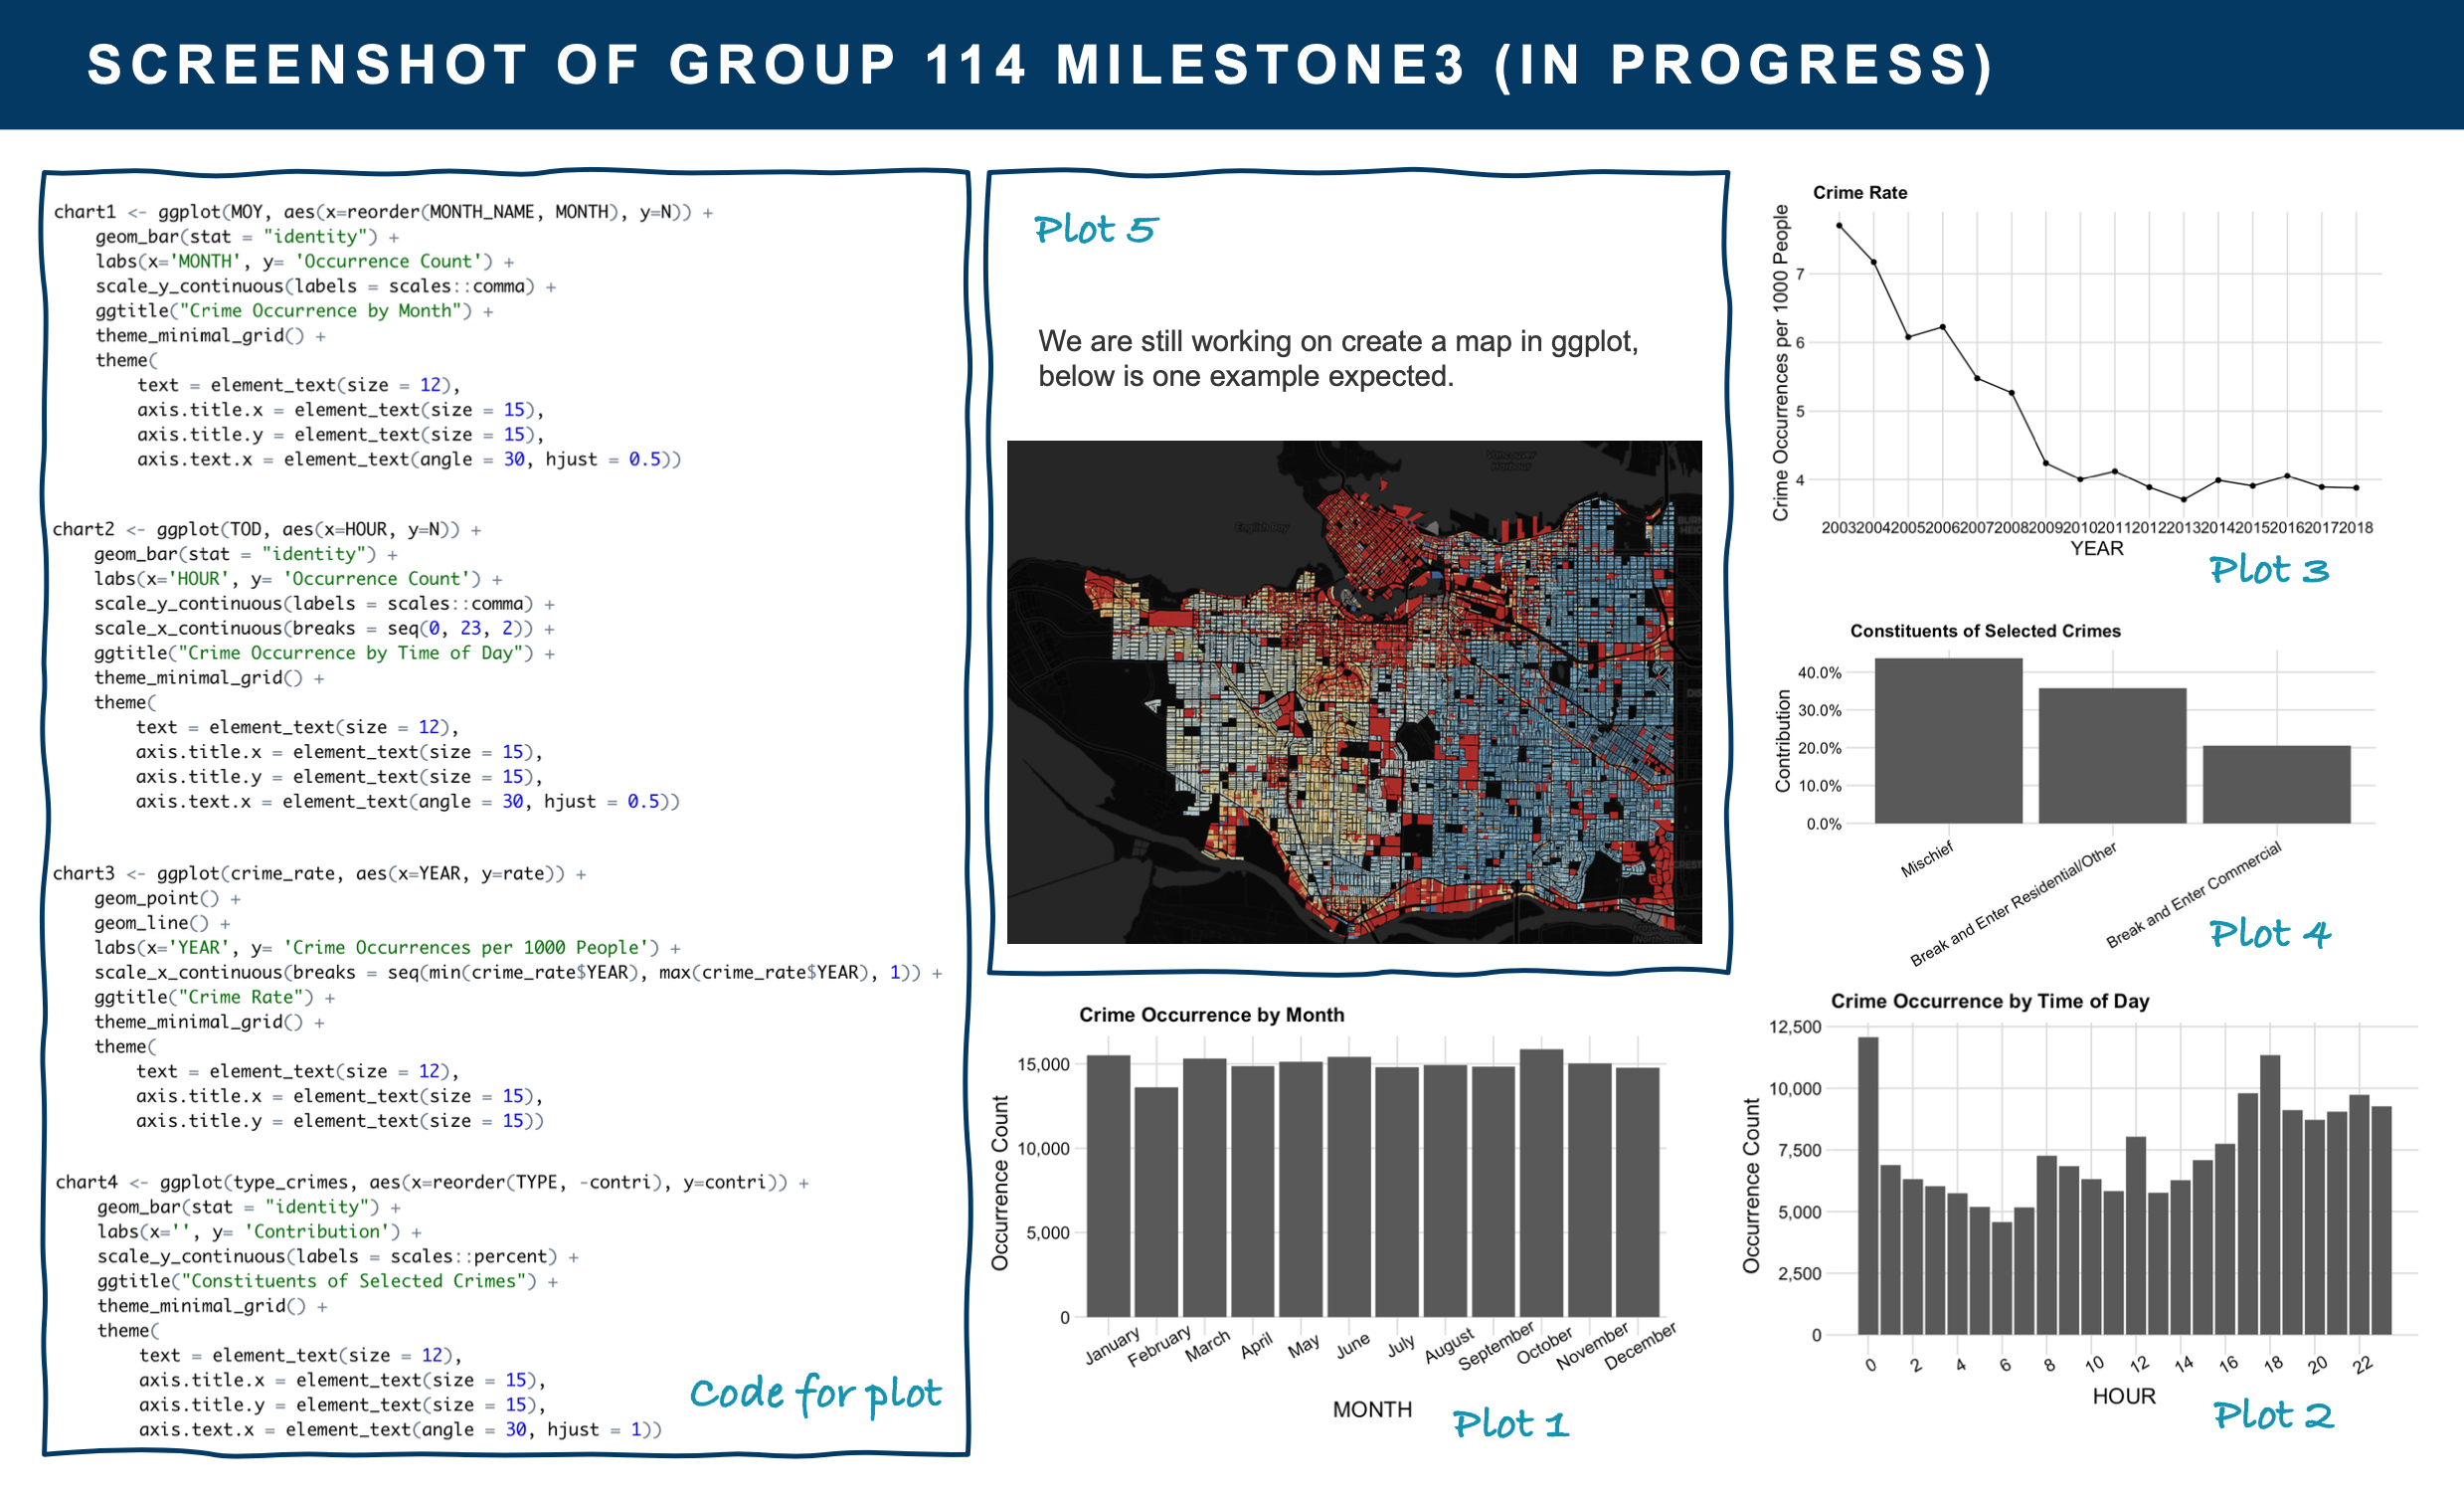 SCREENSHOT OF GROUP 114 MILESTONE3 (IN PROGRESS)
chart1 <- ggplot(MOY, aes(x=reorder(MONTH_NAME, MONTH), y=N)) +
geom_bar(stat = "identity") +
labs(x='MONTH', y= 'Occurrence Count') +
scale_y_continuous(labels = scales::comma) +
ggtitle("Crime Occurrence by Month") +
theme_minimal_grid() +
theme(
text = element_text(size = 12),
axis.title.x = element_text(size = 15),
axis.title.y = element_text(size = 15),
axis.text.x = element_text(angle = 30, hjust = 0.5))
chart2 <- ggplot(TOD, aes(x=HOUR, y=N)) +
geom_bar(stat = "identity") +
labs(x='HOUR', y= 'Occurrence Count') +
scale_y_continuous(labels = scales::comma) +
scale_x_continuous(breaks = seq(0, 23, 2)) +
ggtitle("Crime Occurrence by Time of Day") +
theme_minimal_grid() +
theme(
text = element_text(size = 12),
axis.title.x = element_text(size = 15),
axis.title.y = element_text(size = 15),
axis.text.x = element_text(angle = 30, hjust = 0.5))
chart3 <- ggplot(crime_rate, aes(x=YEAR, y=rate)) +
geom_point() +
geom_line() +
labs(x='YEAR', y= 'Crime Occurrences per 1000 People') +
scale_x_continuous(breaks = seq(min(crime_rate$YEAR), max(crime_rate$YEAR), 1)) +
ggtitle("Crime Rate") +
theme_minimal_grid() +
theme(
text = element_text(size = 12),
axis.title.x = element_text(size = 15),
axis.title.y = element_text(size = 15))
chart4 <- ggplot(type_crimes, aes(x=reorder(TYPE, -contri), y=contri)) +
geom_bar(stat = "identity") +
labs(x='', y= 'Contribution') +
scale_y_continuous(labels = scales::percent) +
ggtitle("Constituents of Selected Crimes") +
theme_minimal_grid() +
theme(
text = element_text(size = 12),
axis.title.x = element_text(size = 15),
axis.title.y = element_text(size = 15),
axis.text.x = element_text(angle = 30, hjust = 1))
Code for plot
Plot 5
We are still working on create a map in ggplot,
below is one example expected.
Vancouver
Harbour
English Bay
Crime Occurrence by Month
Occurrence Count
15,000
10,000
5,000
0
January February March April May June July August September October November December
MONTH
Plot 1
Crime Rate
Crime Occurrences per 1000 People
7
6
5
4
2003 2004 2005 2006 2007 2008 2009 2010 2011 2012 2013 2014 2015 2016 2017 2018
YEAR
Plot 3
Constituents of Selected Crimes
Contribution
40.0%
30.0%
20.0%
10.0%
0.0%
Mischief
Break and Enter Residential/Other
Break and Enter Commercial
Plot 4
Crime Occurrence by Time of Day
Occurrence Count
12,500
10,000
7,500
5,000
2,500
0
0 2 4 6 8 10 12 14 16 18 20 22
HOUR
Plot 2